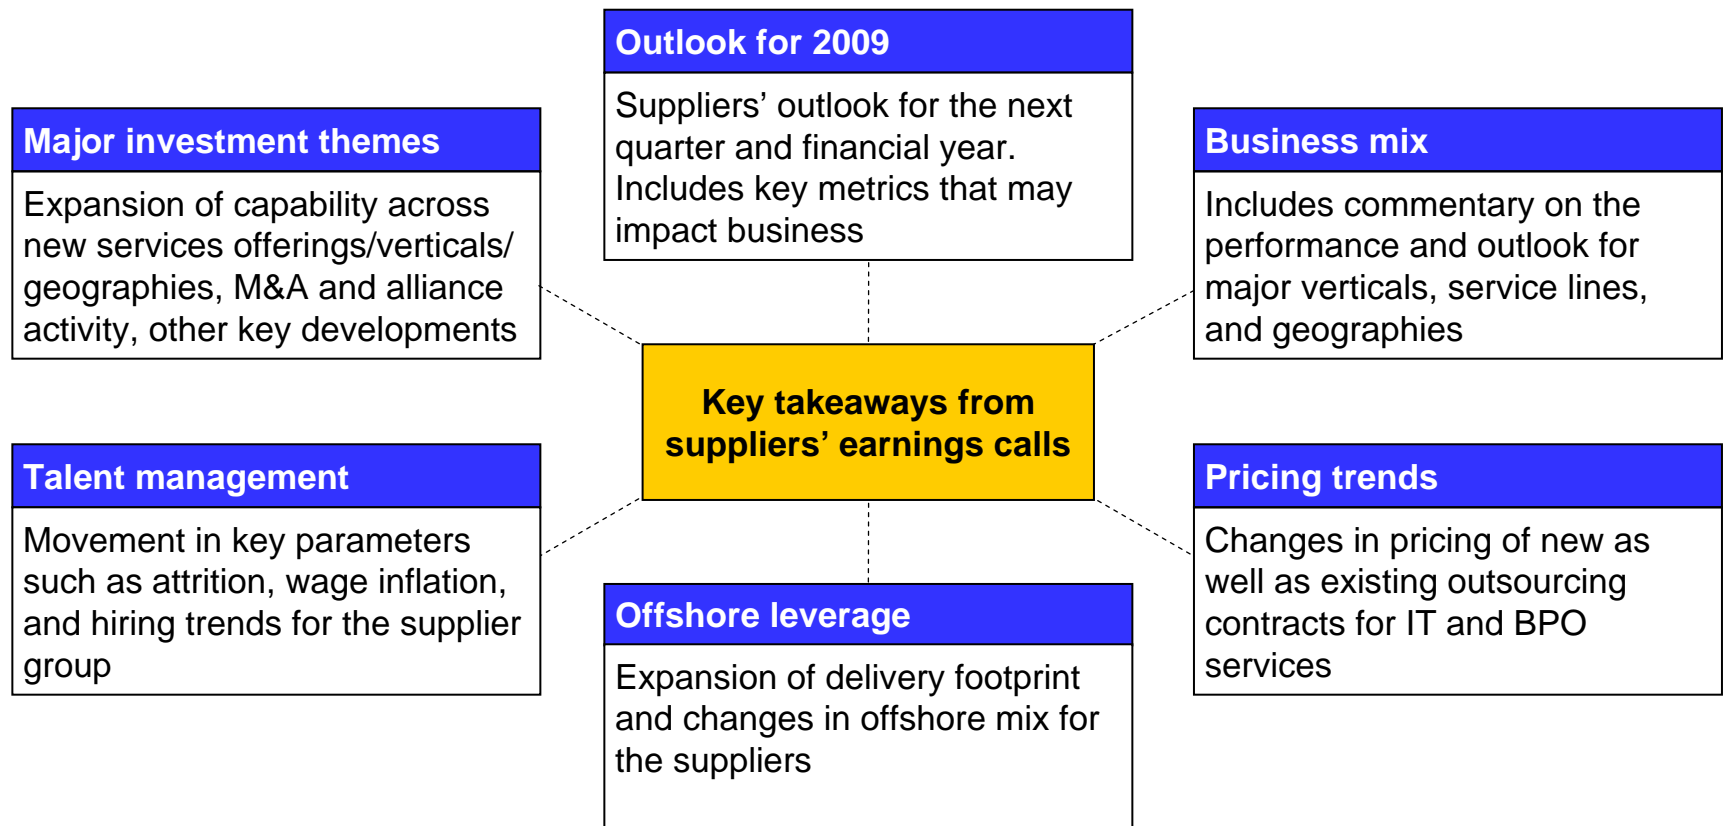 Outlook for 2009
Suppliers’ outlook for the next
quarter and financial year.
Includes key metrics that may
impact business
Major investment themes
Expansion of capability across
new services offerings/verticals/
geographies, M&A and alliance
activity, other key developments
Business mix
Includes commentary on the
performance and outlook for
major verticals, service lines,
and geographies
Key takeaways from
suppliers’ earnings calls
Talent management
Movement in key parameters
such as attrition, wage inflation,
and hiring trends for the supplier
group
Pricing trends
Changes in pricing of new as
well as existing outsourcing
contracts for IT and BPO
services
Offshore leverage
Expansion of delivery footprint
and changes in offshore mix for
the suppliers